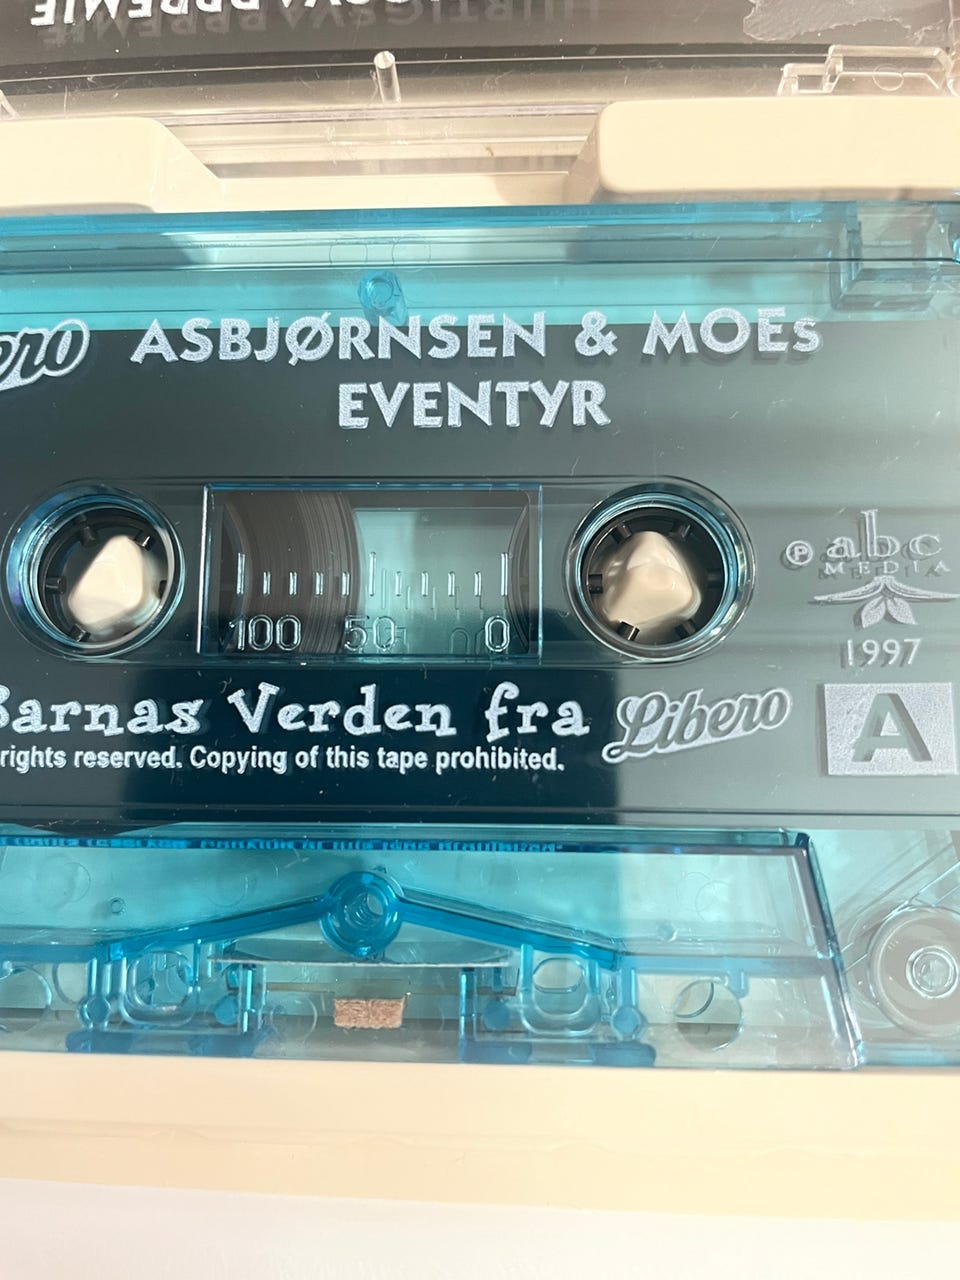 ASBJØRNSEN & MOEs
EVENTYR
100 50 0
℗ abc
MEDIA
1997
Barnas Verden fra Libero
A
rights reserved. Copying of this tape prohibited.